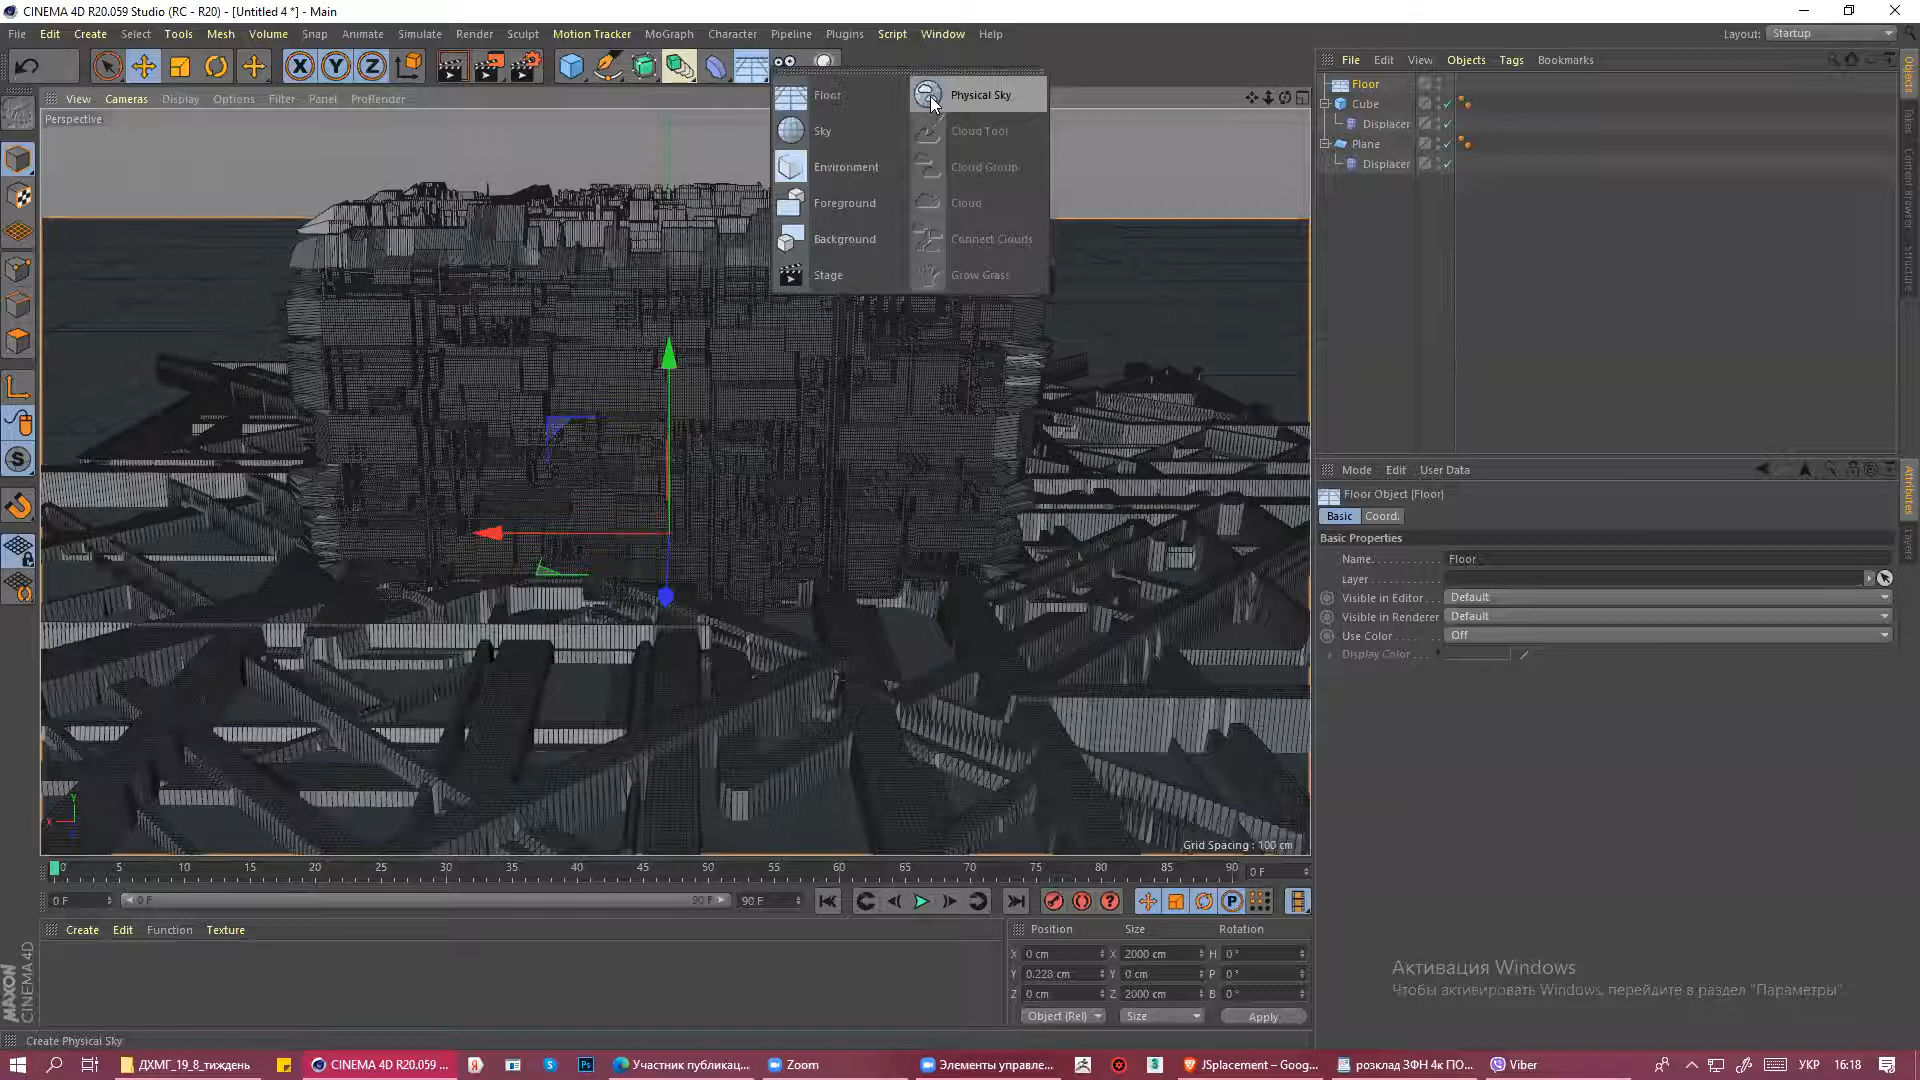 CINEMA 4D R20.059 Studio (RC - R20) - [Untitled 4 *] - Main
File Edit Create Select Tools Mesh Volume Snap Animate Simulate Render Sculpt Motion Tracker MoGraph Character Pipeline Plugins Script Window Help
Layout: Startup
View Cameras Display Options Filter Panel ProRender
Perspective
Floor Physical Sky
Sky Cloud Tool
Environment Cloud Group
Foreground Cloud
Background Connect Clouds
Stage Grow Grass
File Edit View Objects Tags Bookmarks
Floor
Cube
Displacer
Plane
Displacer
Objects
Takes
Content Browser
Structure
Mode Edit User Data
Floor Object [Floor]
Basic Coord.
Basic Properties
Name Floor
Layer
Visible in Editor Default
Visible in Renderer Default
Use Color Off
Display Color
Attributes
Layers
Grid Spacing : 100 cm
0 5 10 15 20 25 30 35 40 45 50 55 60 65 70 75 80 85 90 0 F
0 F 0 F 90 F 90 F
Create Edit Function Texture
Position Size Rotation
X 0 cm X 2000 cm H 0 °
Y 0.228 cm Y 0 cm P 0 °
Z 0 cm Z 2000 cm B 0 °
Object (Rel) Size Apply
MAXON
CINEMA 4D
Активация Windows
Чтобы активировать Windows, перейдите в раздел "Параметры".
Create Physical Sky
ДХМГ_19_8_тиждень
CINEMA 4D R20.059 ...
Участник публикац...
Zoom
Элементы управле...
JSplacement – Goog...
розклад ЗФН 4к ПО...
Viber
УКР 16:18